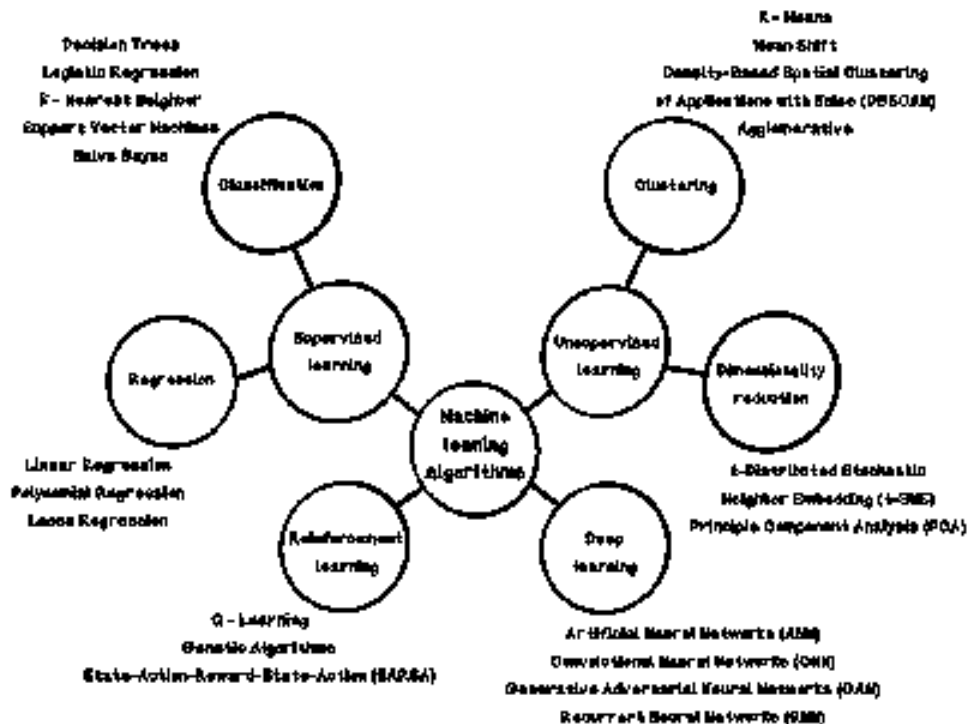 Decision Trees
Logistic Regression
K - Nearest Neighbor
Support Vector Machines
Naive Bayes
Classification
K - Means
Mean Shift
Density-Based Spatial Clustering
of Applications with Noise (DBSCAN)
Agglomerative
Clustering
Supervised
learning
Regression
Linear Regression
Polynomial Regression
Lasso Regression
Unsupervised
learning
Dimensionality
reduction
t-Distributed Stochastic
Neighbor Embedding (t-SNE)
Principle Component Analysis (PCA)
Machine
learning
Algorithms
Reinforcement
learning
Q - Learning
Genetic Algorithms
State-Action-Reward-State-Action (SARSA)
Deep
learning
Artificial Neural Networks (ANN)
Convolutional Neural Networks (CNN)
Generative Adversarial Neural Networks (GAN)
Recurrent Neural Networks (RNN)